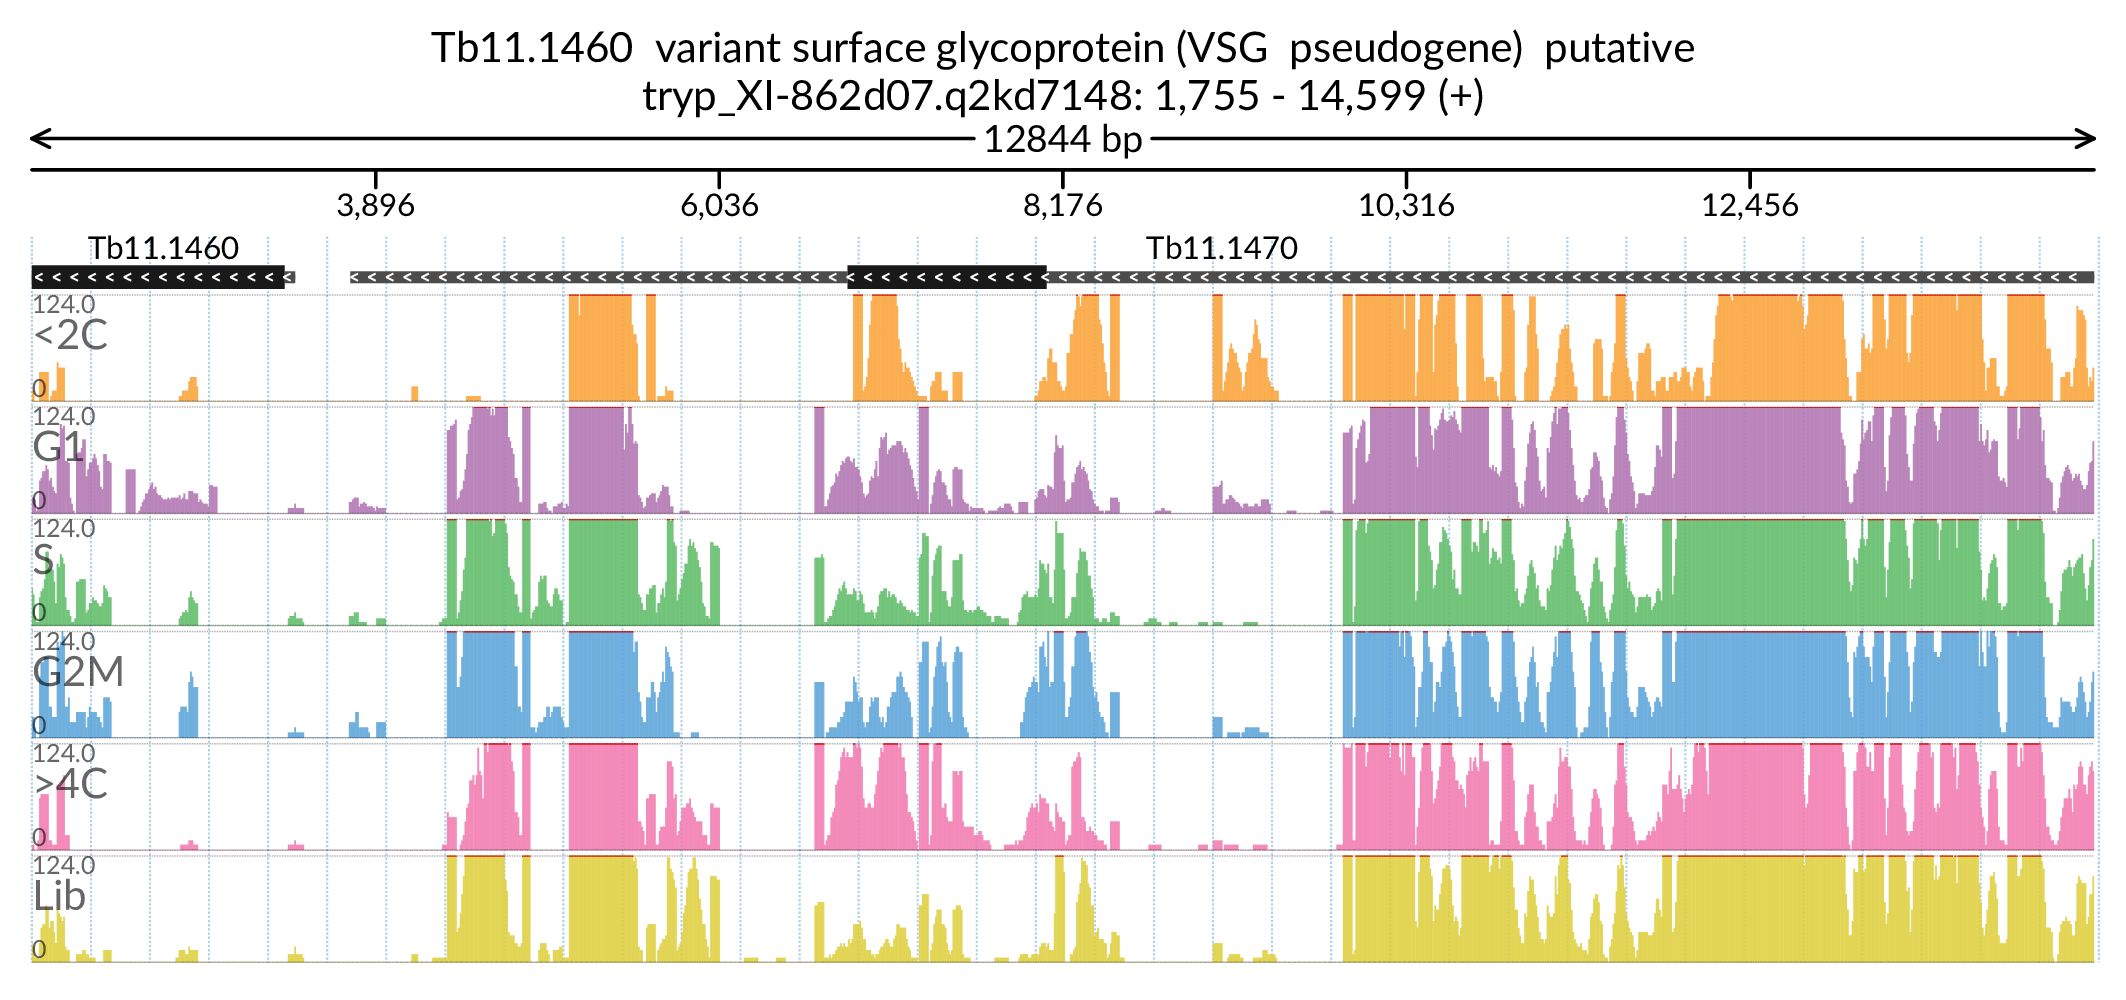 Tb11.1460 variant surface glycoprotein (VSG pseudogene) putative
tryp_XI-862d07.q2kd7148: 1,755 - 14,599 (+)
12844 bp
3,896 6,036 8,176 10,316 12,456
Tb11.1460 Tb11.1470
124.0
<2C
0
124.0
G1
0
124.0
S
0
124.0
G2M
0
124.0
>4C
0
124.0
Lib
0